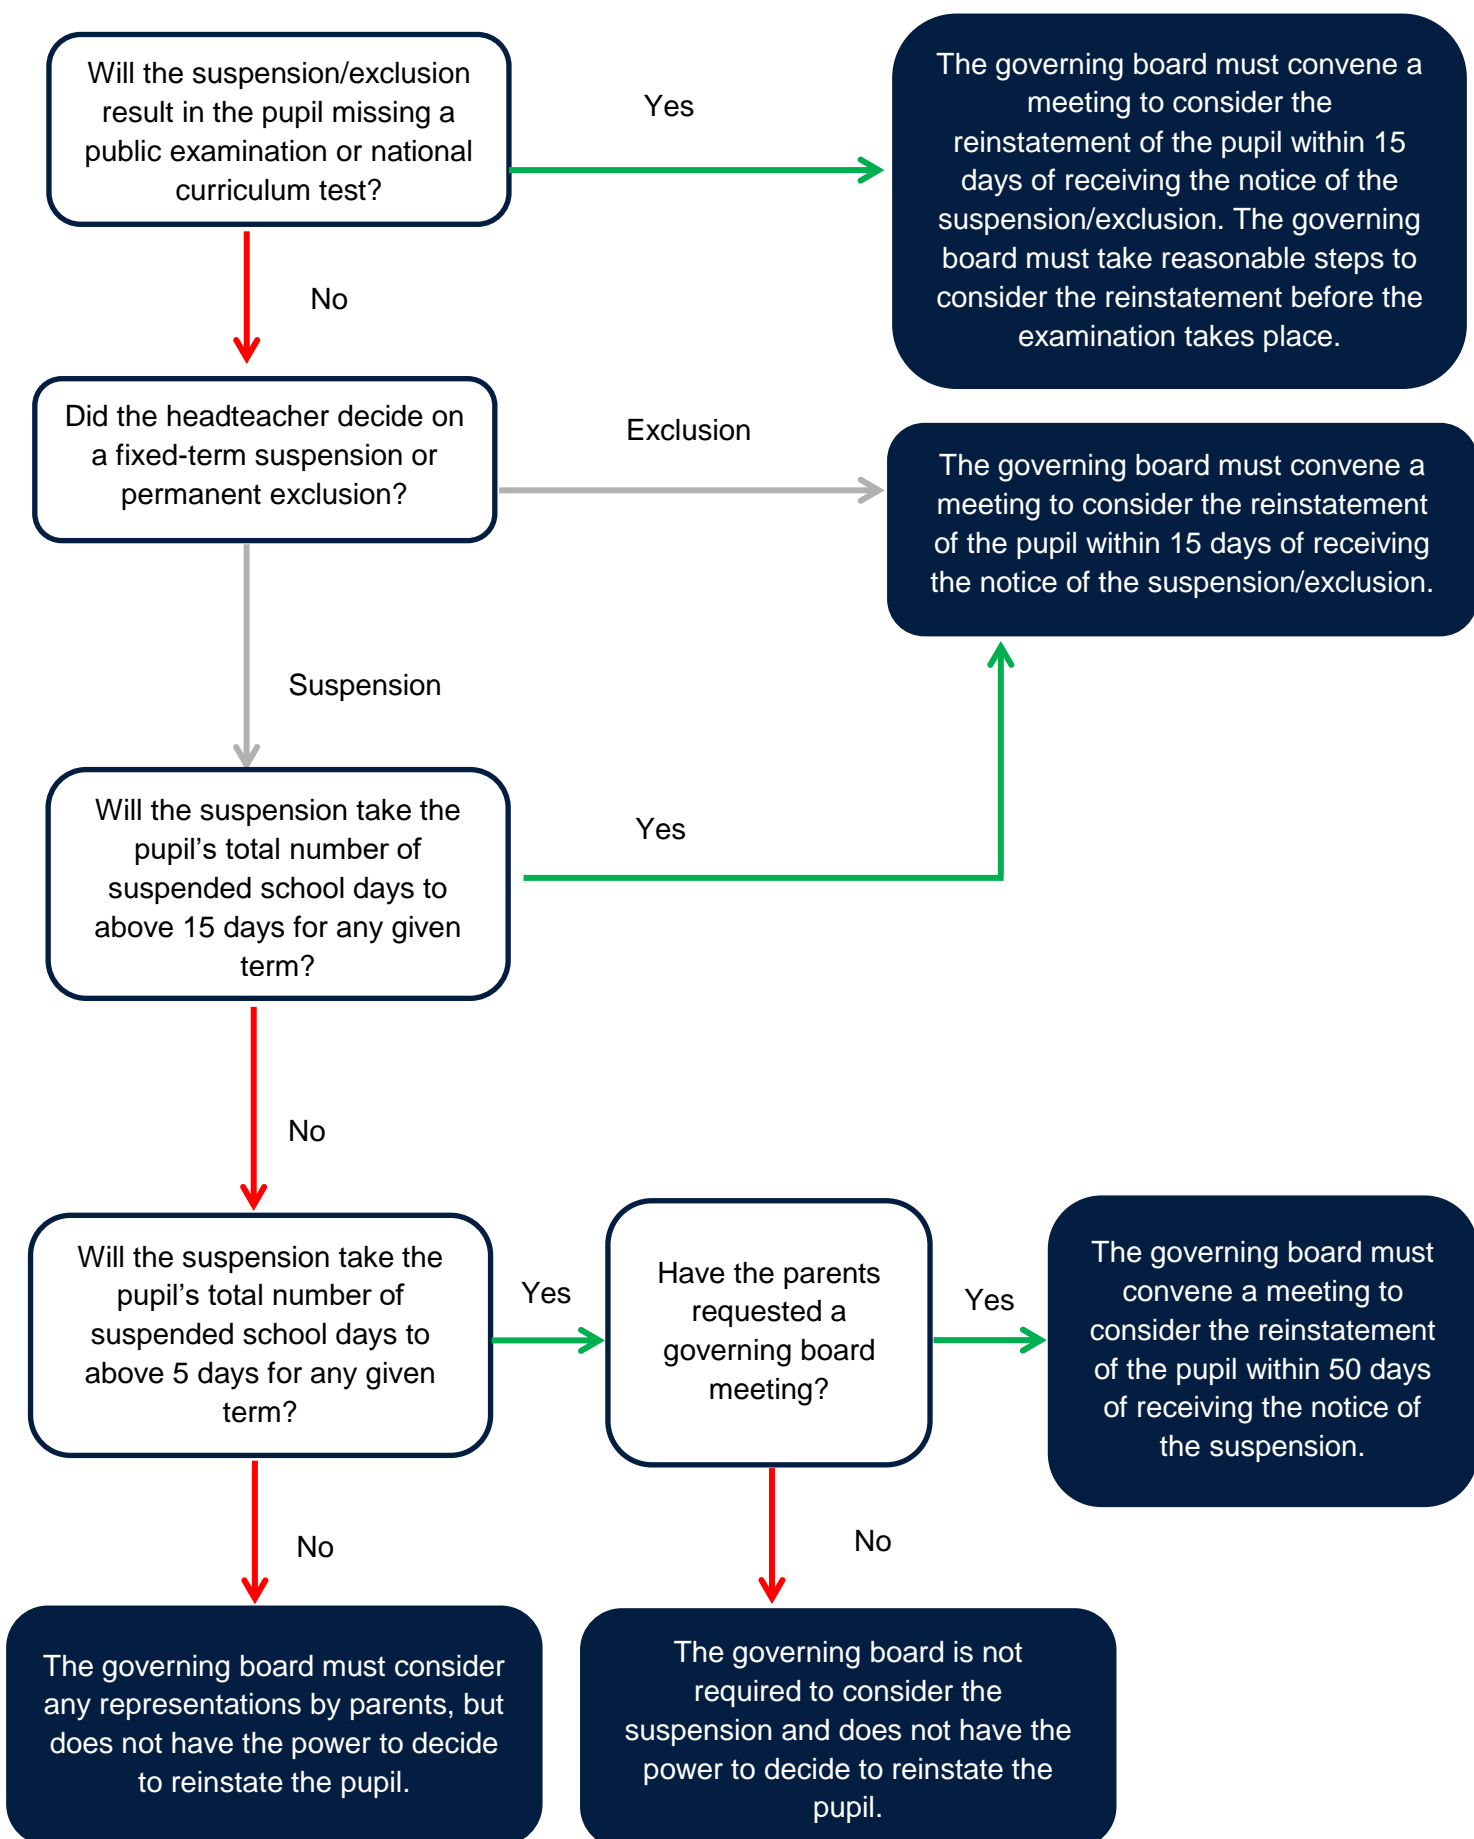 Will the suspension/exclusion
result in the pupil missing a
public examination or national
curriculum test?
Yes
The governing board must convene a
meeting to consider the
reinstatement of the pupil within 15
days of receiving the notice of the
suspension/exclusion. The governing
board must take reasonable steps to
consider the reinstatement before the
examination takes place.
No
Did the headteacher decide on
a fixed-term suspension or
permanent exclusion?
Exclusion
The governing board must convene a
meeting to consider the reinstatement
of the pupil within 15 days of receiving
the notice of the suspension/exclusion.
Suspension
Will the suspension take the
pupil’s total number of
suspended school days to
above 15 days for any given
term?
Yes
No
Will the suspension take the
pupil’s total number of
suspended school days to
above 5 days for any given
term?
Yes
Have the parents
requested a
governing board
meeting?
Yes
The governing board must
convene a meeting to
consider the reinstatement
of the pupil within 50 days
of receiving the notice of
the suspension.
No
No
The governing board must consider
any representations by parents, but
does not have the power to decide
to reinstate the pupil.
The governing board is not
required to consider the
suspension and does not have the
power to decide to reinstate the
pupil.